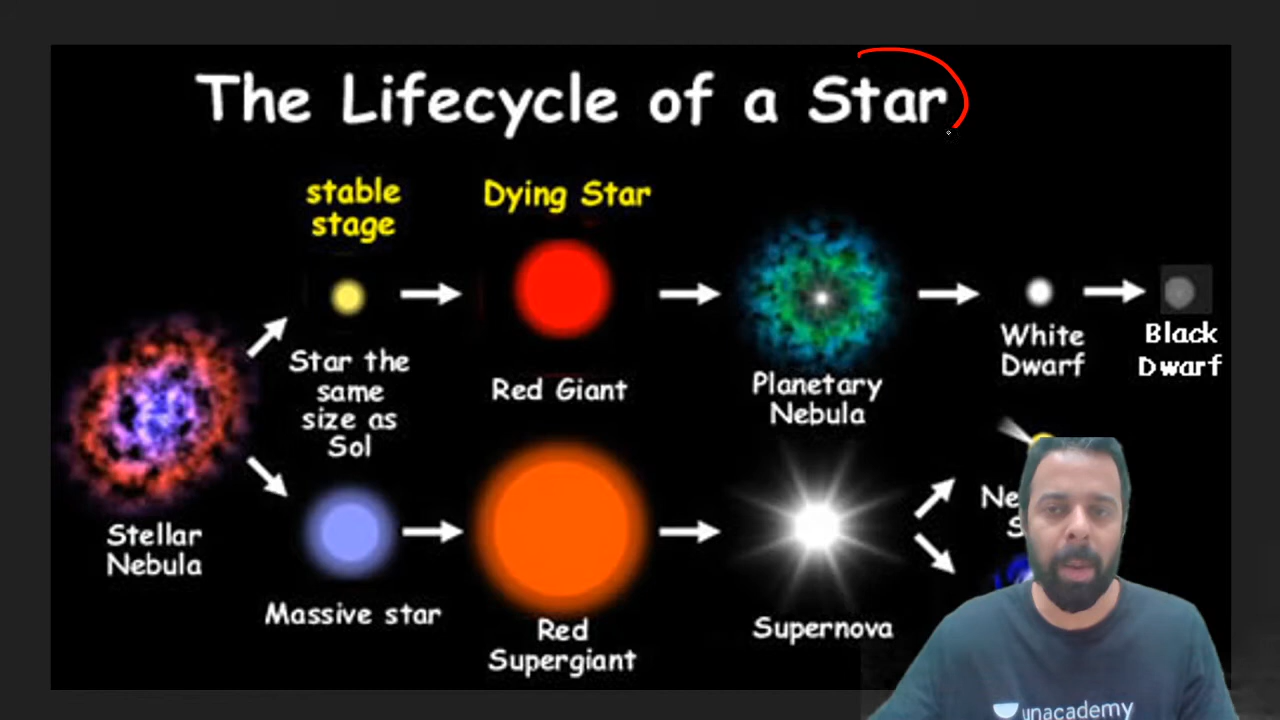 The Lifecycle of a Star
stable
stage
Dying Star
Star the
same
size as
Sol
Red Giant
Planetary
Nebula
White
Dwarf
Black
Dwarf
Stellar
Nebula
Massive star
Red
Supergiant
Supernova
unacademy